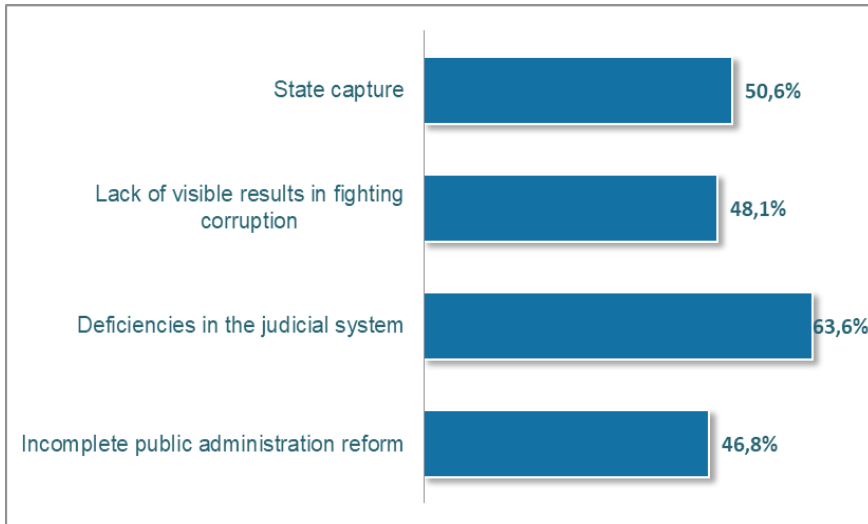 State capture
50,6%
Lack of visible results in fighting
corruption
48,1%
Deficiencies in the judicial system
63,6%
Incomplete public administration reform
46,8%